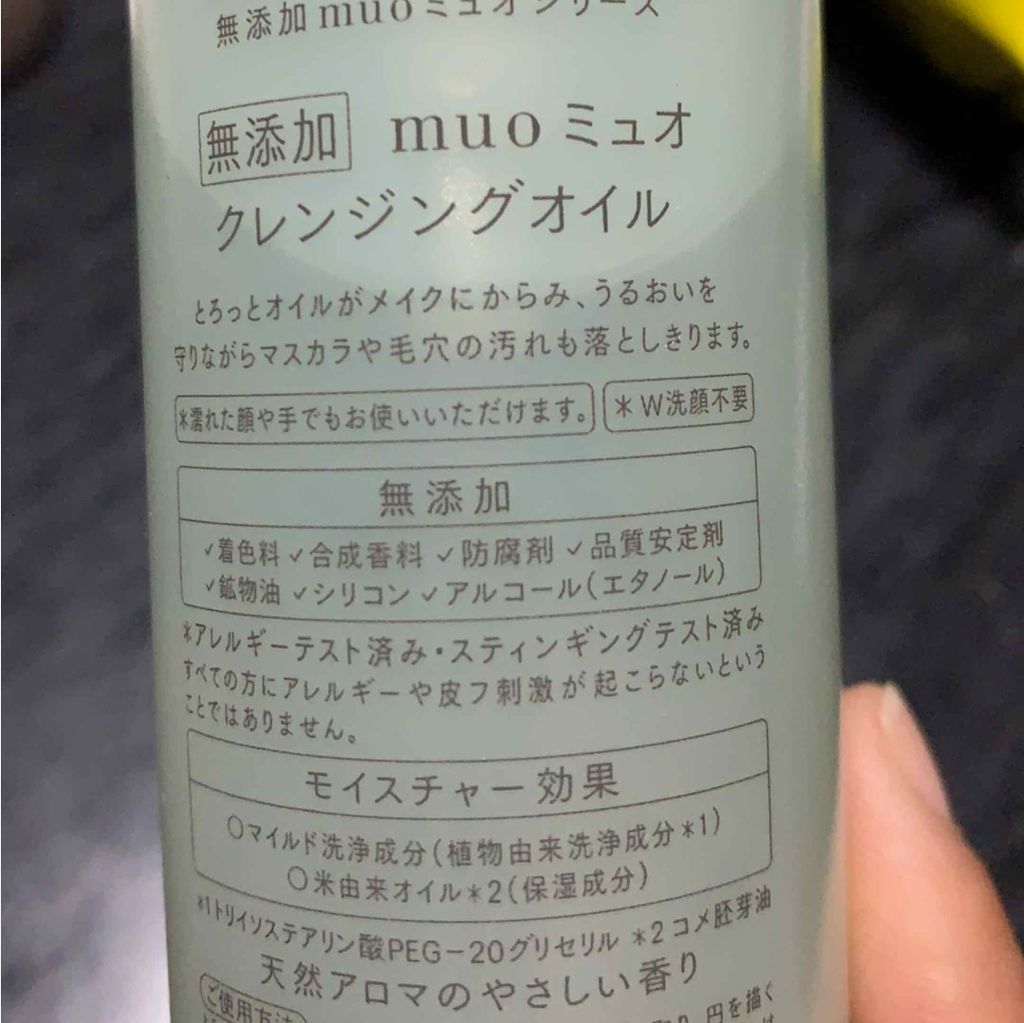 無添加muoミュオシリーズ
無添加 muo ミュオ
クレンジングオイル
とろっとオイルがメイクにからみ、うるおいを
守りながらマスカラや毛穴の汚れも落としきります。
*濡れた顔や手でもお使いいただけます。 *W洗顔不要
無添加
✓着色料 ✓合成香料 ✓防腐剤 ✓品質安定剤
✓鉱物油 ✓シリコン ✓アルコール(エタノール)
*アレルギーテスト済み・スティンギングテスト済み
すべての方にアレルギーや皮フ刺激が起こらないという
ことではありません。
モイスチャー効果
○マイルド洗浄成分(植物由来洗浄成分*1)
○米由来オイル*2(保湿成分)
*1トリイソステアリン酸PEG-20グリセリル *2コメ胚芽油
天然アロマのやさしい香り
ご使用方法
円を描く